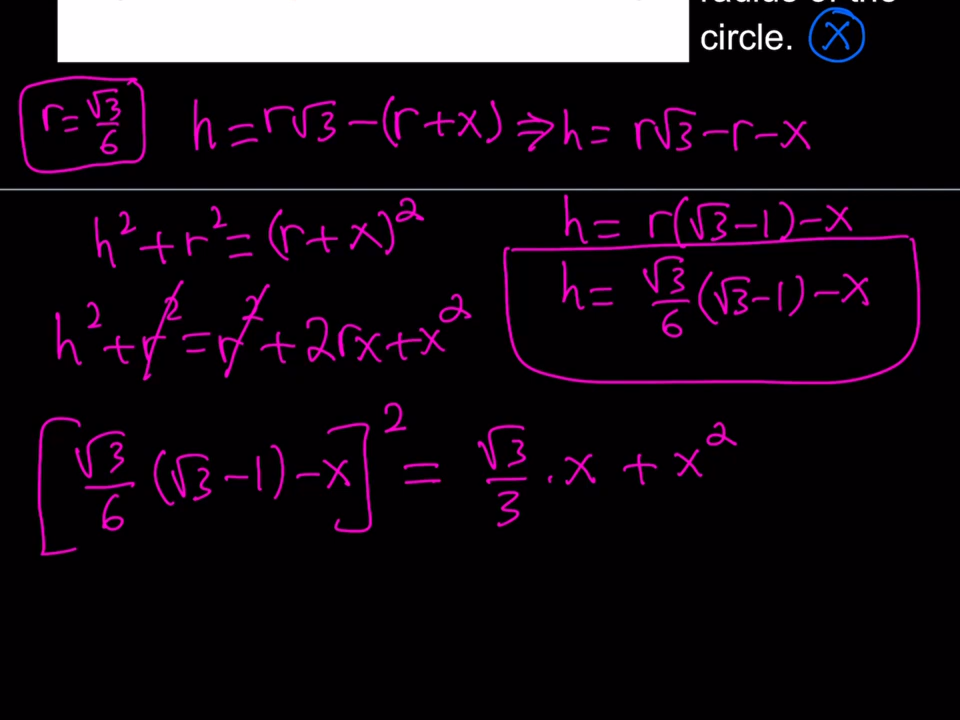 circle. x
r=√3/6 h=r√3-(r+x)⇒h= r√3-r-x
h²+r²=(r+x)² h= r(√3-1)-x
h= √3/6(√3-1)-x
h²+r²=r²+2rx+x²
[√3/6(√3-1)-x]² = √3/3·x + x²